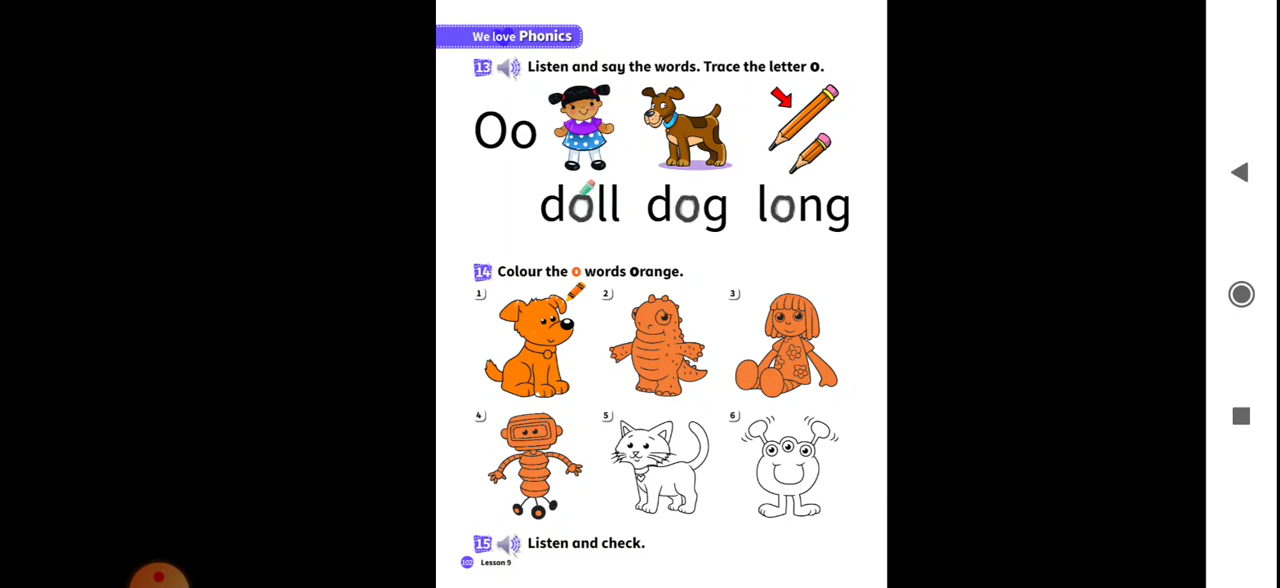 We love Phonics
13 Listen and say the words. Trace the letter o.
Oo
doll dog long
14 Colour the o words orange.
1 2 3
4 5 6
15 Listen and check.
102 Lesson 9